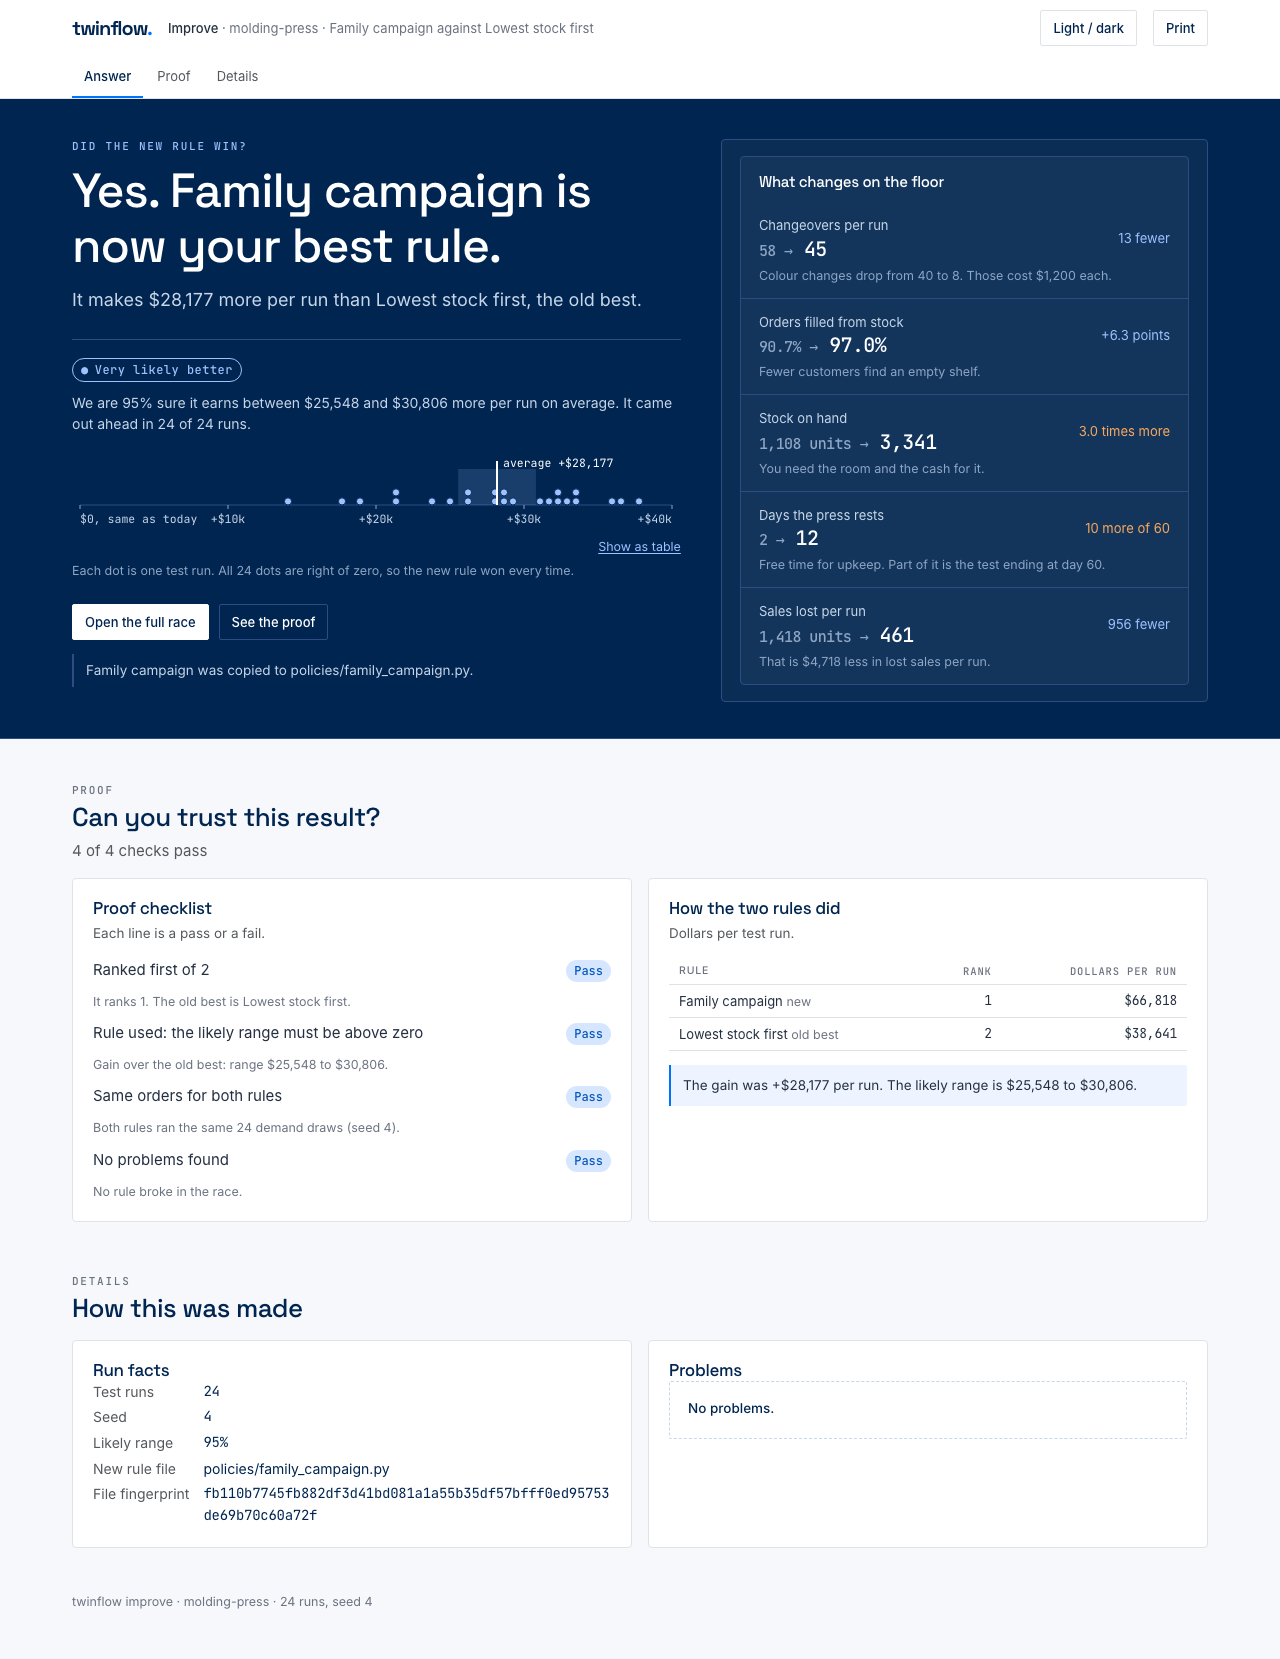 twinflow. Improve · molding-press · Family campaign against Lowest stock first
Light / dark
Print
Answer
Proof
Details
DID THE NEW RULE WIN?
Yes. Family campaign is
now your best rule.
It makes $28,177 more per run than Lowest stock first, the old best.
Very likely better
We are 95% sure it earns between $25,548 and $30,806 more per run on average. It came
out ahead in 24 of 24 runs.
average +$28,177
$0, same as today +$10k +$20k +$30k +$40k
Show as table
Each dot is one test run. All 24 dots are right of zero, so the new rule won every time.
Open the full race
See the proof
Family campaign was copied to policies/family_campaign.py.
What changes on the floor
Changeovers per run
58 → 45
13 fewer
Colour changes drop from 40 to 8. Those cost $1,200 each.
Orders filled from stock
90.7% → 97.0%
+6.3 points
Fewer customers find an empty shelf.
Stock on hand
1,108 units → 3,341
3.0 times more
You need the room and the cash for it.
Days the press rests
2 → 12
10 more of 60
Free time for upkeep. Part of it is the test ending at day 60.
Sales lost per run
1,418 units → 461
956 fewer
That is $4,718 less in lost sales per run.
PROOF
Can you trust this result?
4 of 4 checks pass
Proof checklist
Each line is a pass or a fail.
Ranked first of 2
Pass
It ranks 1. The old best is Lowest stock first.
Rule used: the likely range must be above zero
Pass
Gain over the old best: range $25,548 to $30,806.
Same orders for both rules
Pass
Both rules ran the same 24 demand draws (seed 4).
No problems found
Pass
No rule broke in the race.
How the two rules did
Dollars per test run.
RULE RANK DOLLARS PER RUN
Family campaign new 1 $66,818
Lowest stock first old best 2 $38,641
The gain was +$28,177 per run. The likely range is $25,548 to $30,806.
DETAILS
How this was made
Run facts
Test runs 24
Seed 4
Likely range 95%
New rule file policies/family_campaign.py
File fingerprint fb110b7745fb882df3d41bd081a1a55b35df57bfff0ed95753
de69b70c60a72f
Problems
No problems.
twinflow improve · molding-press · 24 runs, seed 4